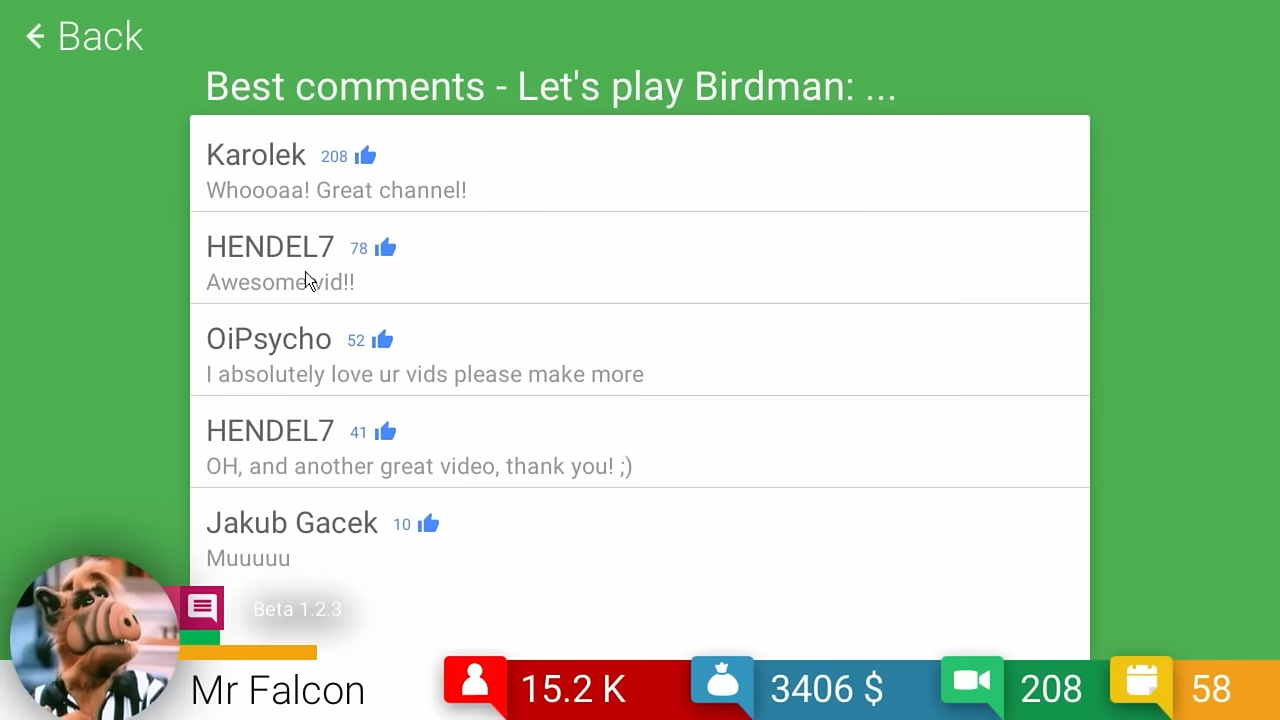 Back
Best comments - Let's play Birdman: ...
Karolek 208
Whoooaa! Great channel!
HENDEL7 78
Awesome vid!!
OiPsycho 52
I absolutely love ur vids please make more
HENDEL7 41
OH, and another great video, thank you! ;)
Jakub Gacek 10
Muuuuu
Beta 1.2.3
Mr Falcon 15.2 K 3406 $ 208 58